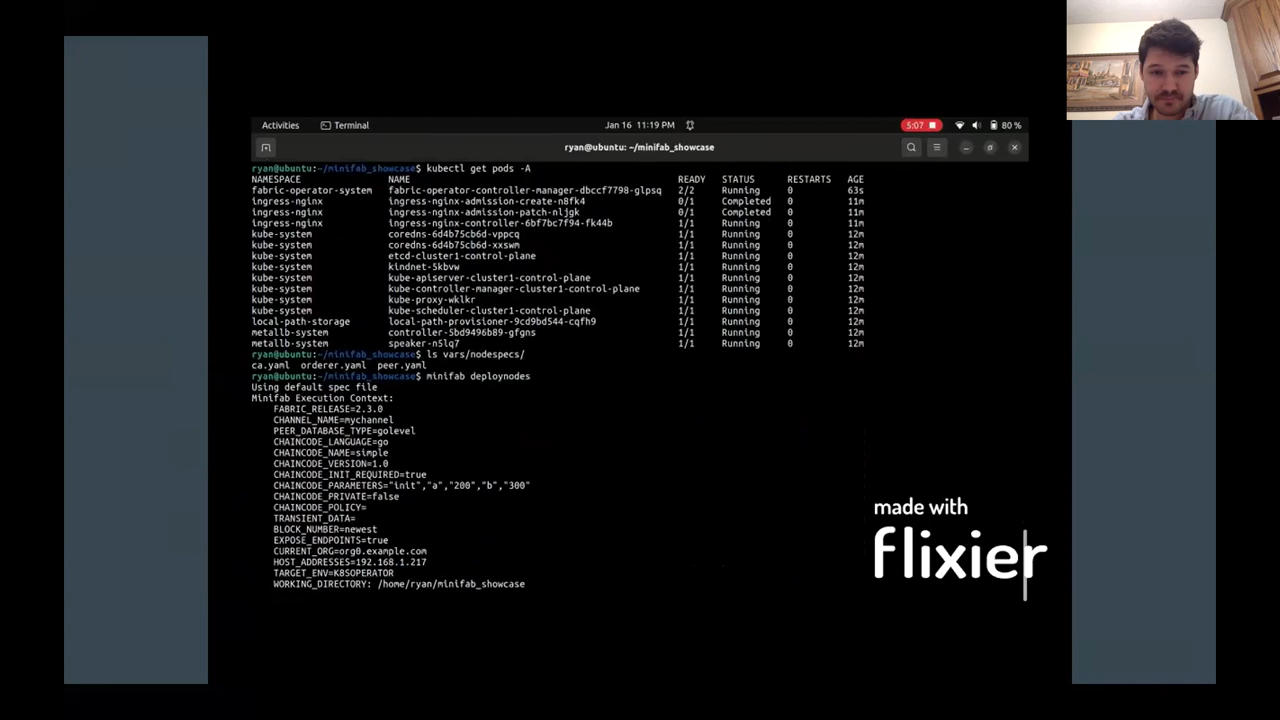 Activities Terminal Jan 16 11:19 PM 5:07 80 %
ryan@ubuntu: ~/minifab_showcase
ryan@ubuntu:~/minifab_showcase$ kubectl get pods -A
NAMESPACE NAME READY STATUS RESTARTS AGE
fabric-operator-system fabric-operator-controller-manager-dbccf7798-glpsq 2/2 Running 0 63s
ingress-nginx ingress-nginx-admission-create-n8fk4 0/1 Completed 0 11m
ingress-nginx ingress-nginx-admission-patch-nljgk 0/1 Completed 0 11m
ingress-nginx ingress-nginx-controller-6bf7bc7f94-fk44b 1/1 Running 0 11m
kube-system coredns-6d4b75cb6d-vppcq 1/1 Running 0 12m
kube-system coredns-6d4b75cb6d-xxswm 1/1 Running 0 12m
kube-system etcd-cluster1-control-plane 1/1 Running 0 12m
kube-system kindnet-5kbvw 1/1 Running 0 12m
kube-system kube-apiserver-cluster1-control-plane 1/1 Running 0 12m
kube-system kube-controller-manager-cluster1-control-plane 1/1 Running 0 12m
kube-system kube-proxy-wklkr 1/1 Running 0 12m
kube-system kube-scheduler-cluster1-control-plane 1/1 Running 0 12m
local-path-storage local-path-provisioner-9cd9bd544-cqfh9 1/1 Running 0 12m
metallb-system controller-5bd9496b89-gfgns 1/1 Running 0 12m
metallb-system speaker-n5lq7 1/1 Running 0 12m
ryan@ubuntu:~/minifab_showcase$ ls vars/nodespecs/
ca.yaml orderer.yaml peer.yaml
ryan@ubuntu:~/minifab_showcase$ minifab deploynodes
Using default spec file
Minifab Execution Context:
FABRIC_RELEASE=2.3.0
CHANNEL_NAME=mychannel
PEER_DATABASE_TYPE=golevel
CHAINCODE_LANGUAGE=go
CHAINCODE_NAME=simple
CHAINCODE_VERSION=1.0
CHAINCODE_INIT_REQUIRED=true
CHAINCODE_PARAMETERS="init","a","200","b","300"
CHAINCODE_PRIVATE=false
CHAINCODE_POLICY=
TRANSIENT_DATA=
BLOCK_NUMBER=newest
EXPOSE_ENDPOINTS=true
CURRENT_ORG=org0.example.com
HOST_ADDRESSES=192.168.1.217
TARGET_ENV=K8SOPERATOR
WORKING_DIRECTORY: /home/ryan/minifab_showcase
made with
flixier